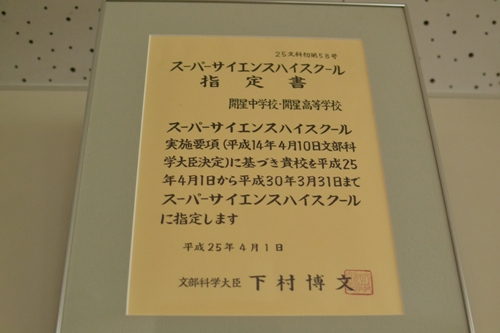 25文科初第58号
スーパーサイエンスハイスクール
指定書
開星中学校・開星高等学校
スーパーサイエンスハイスクール
実施要項(平成14年4月10日文部科
学大臣決定)に基づき貴校を平成25
年4月1日から平成30年3月31日まで
スーパーサイエンスハイスクール
に指定します
平成25年4月1日
文部科学大臣 下村博文